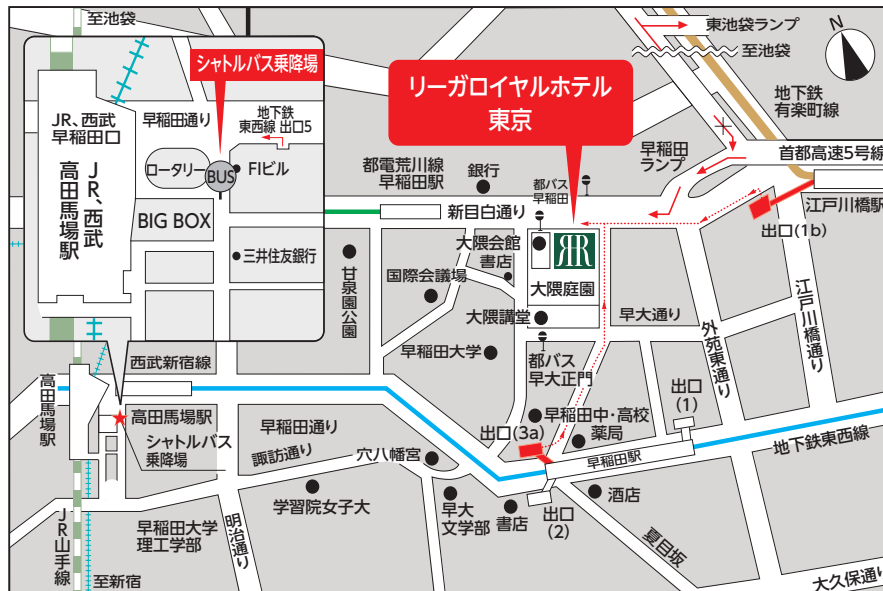 至池袋
シャトルバス乗降場
JR、西武
早稲田口
JR、西武
高田馬場駅
早稲田通り
地下鉄
東西線 出口5
ロータリー
BUS
FIビル
BIG BOX
三井住友銀行
リーガロイヤルホテル
東京
東池袋ランプ
至池袋
N
地下鉄
有楽町線
早稲田
ランプ
首都高速5号線
都電荒川線
早稲田駅
銀行
都バス
早稲田
新目白通り
江戸川橋駅
出口(1b)
甘泉園公園
国際会議場
大隈会館
書店
R
大隈庭園
大隈講堂
早大通り
外苑東通り
江戸川橋通り
早稲田大学
都バス
早大正門
西武新宿線
高田馬場駅
高田馬場駅
シャトルバス
乗降場
早稲田通り
諏訪通り
穴八幡宮
出口(3a)
早稲田中・高校
薬局
出口
(1)
早稲田駅
地下鉄東西線
学習院女子大
早大
文学部
書店
出口
(2)
酒店
夏目坂
早稲田大学
理工学部
明治通り
JR山手線
至新宿
大久保通り